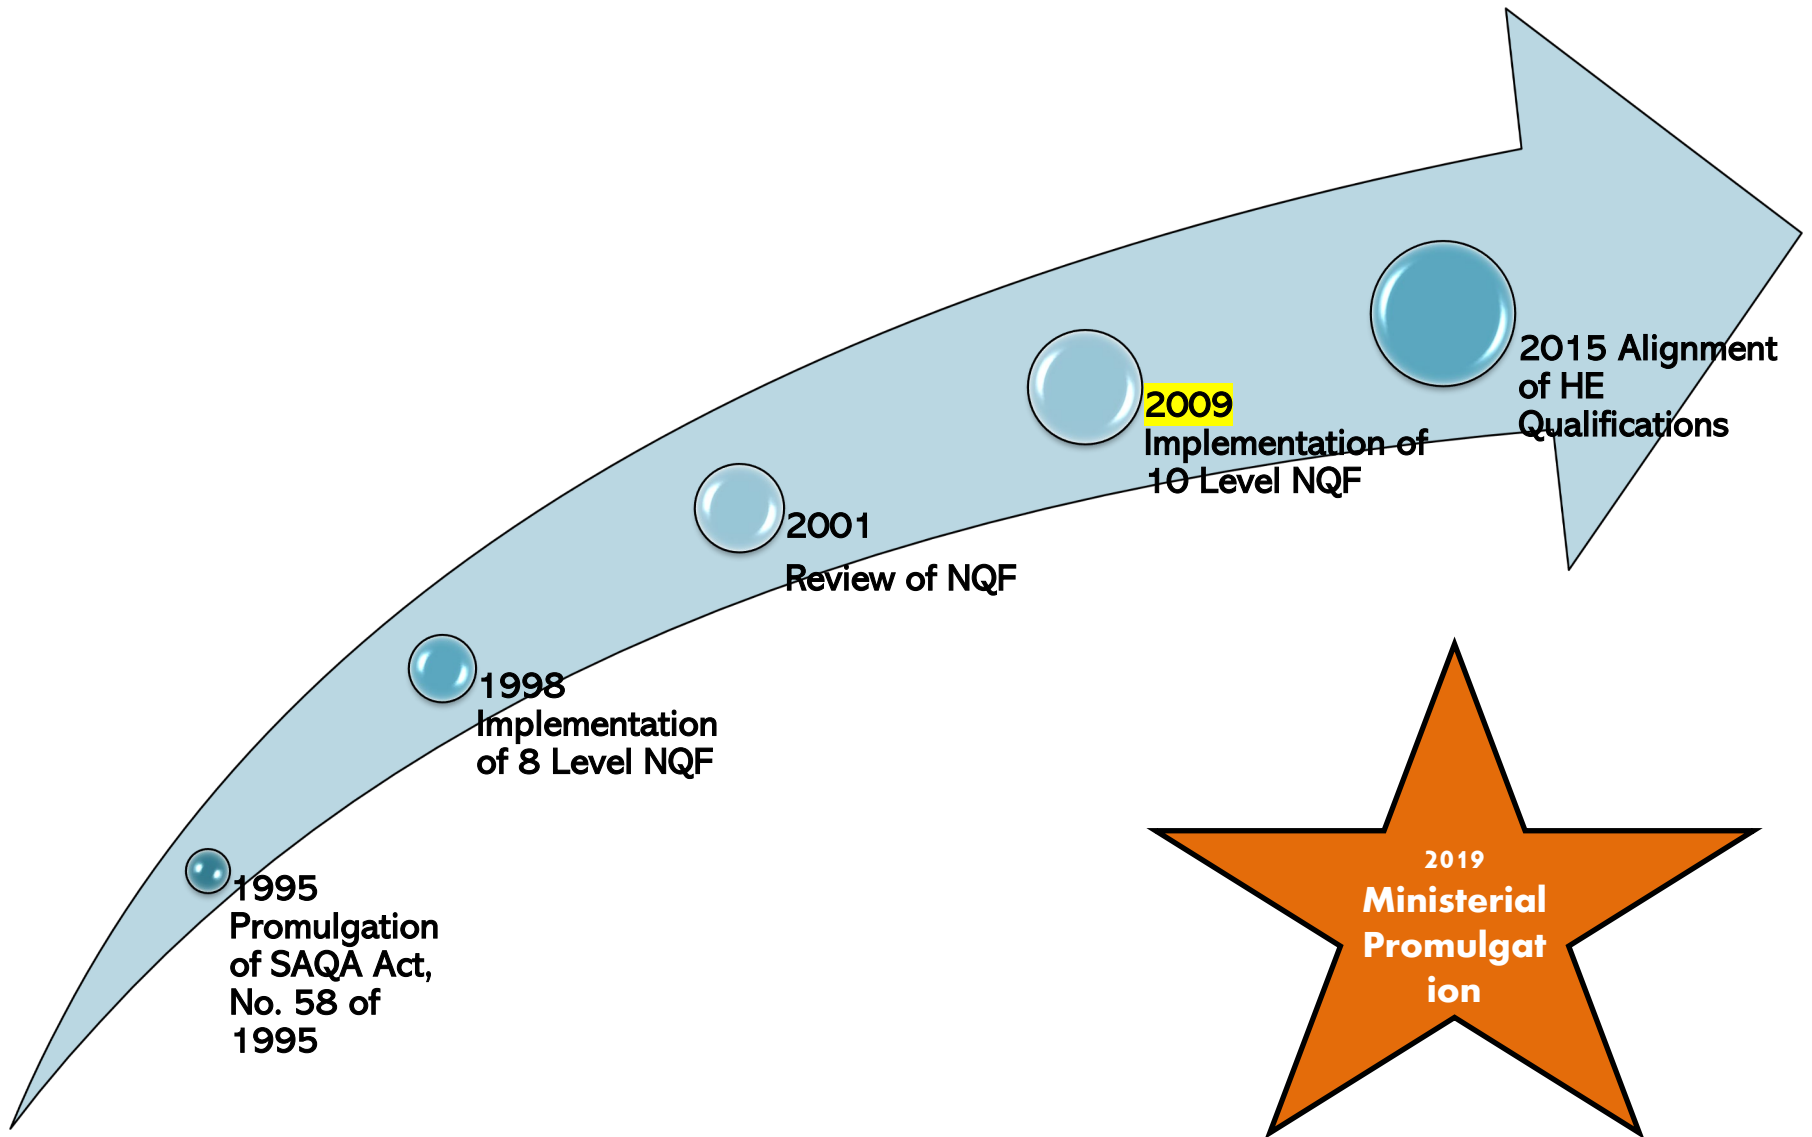 1995
Promulgation
of SAQA Act,
No. 58 of
1995
1998
Implementation
of 8 Level NQF
2001
Review of NQF
2009
Implementation of
10 Level NQF
2015 Alignment
of HE
Qualifications
2019
Ministerial
Promulgat
ion